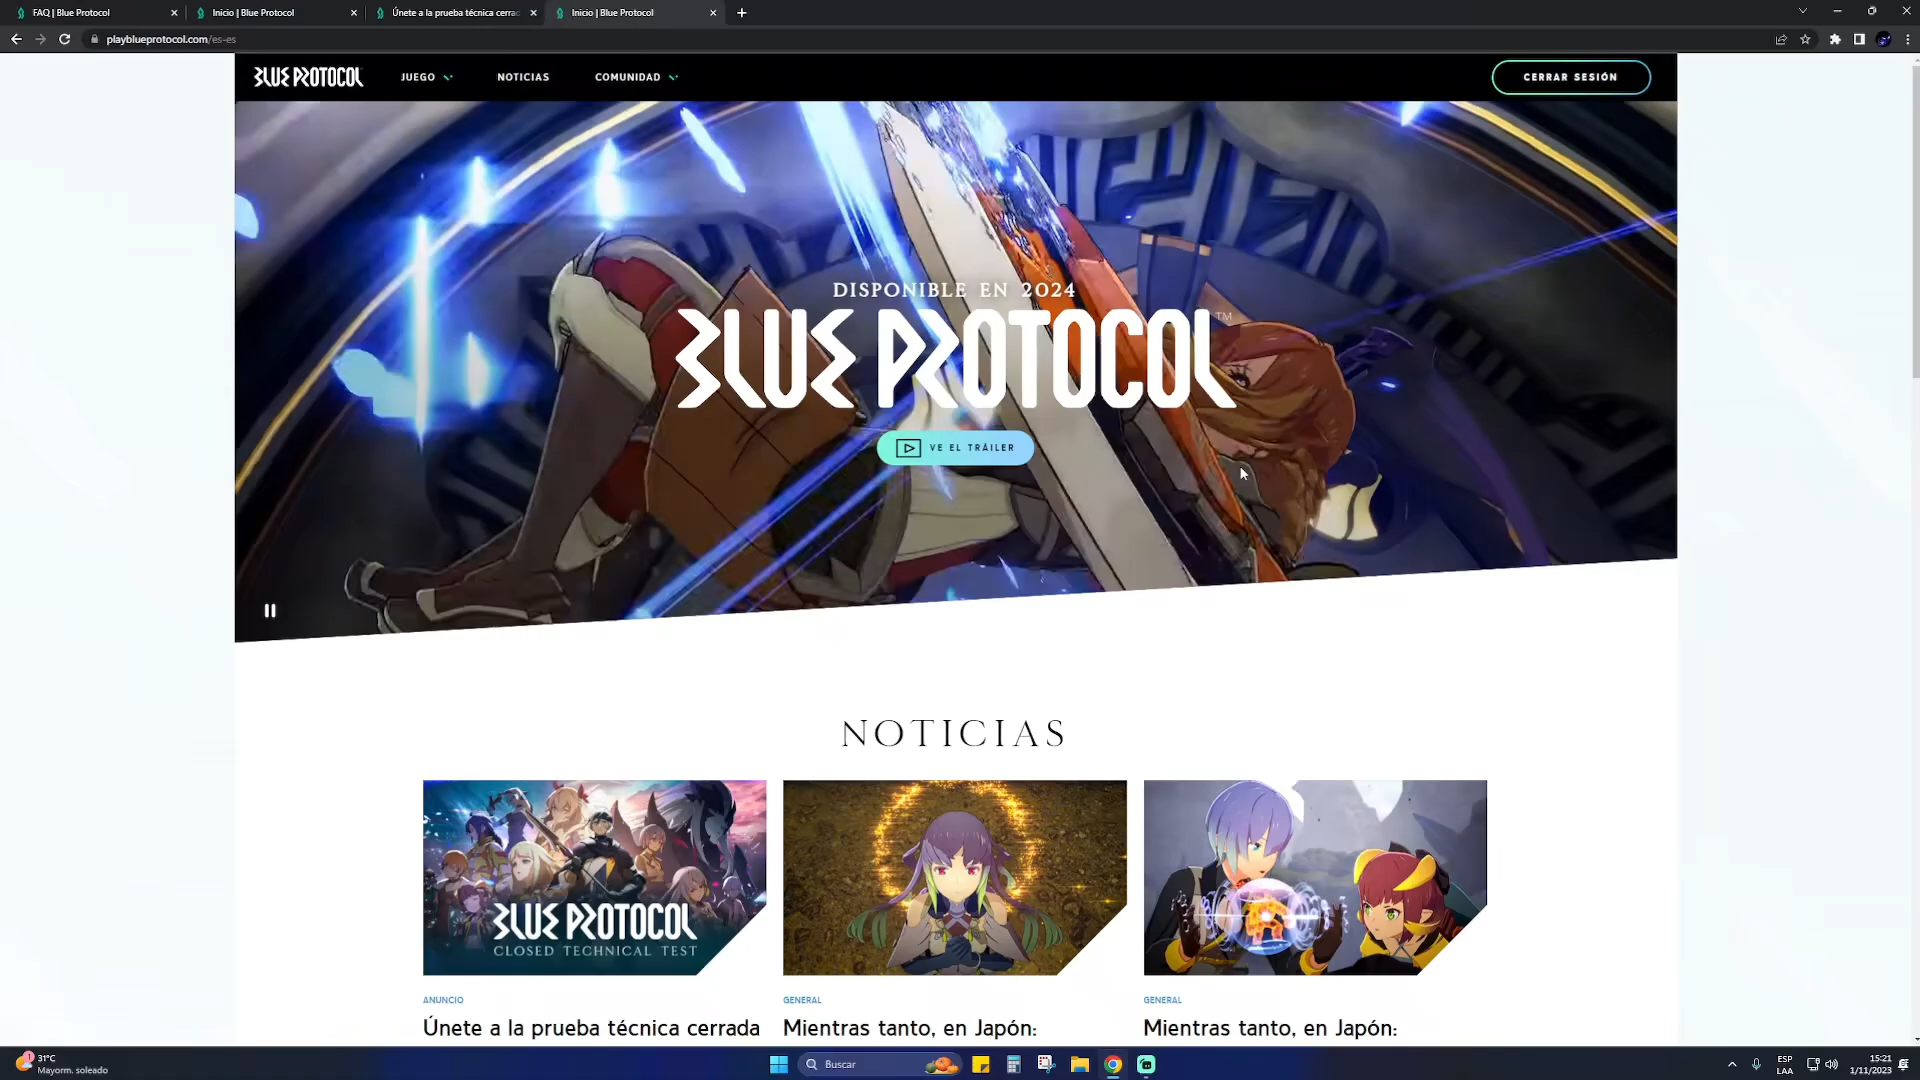 FAQ | Blue Protocol
Inicio | Blue Protocol
Únete a la prueba técnica cerrad
Inicio | Blue Protocol
playblueprotocol.com/es-es
BLUE PROTOCOL
JUEGO
NOTICIAS
COMUNIDAD
CERRAR SESIÓN
DISPONIBLE EN 2024
BLUE PROTOCOL™
VE EL TRÁILER
NOTICIAS
BLUE PROTOCOL
CLOSED TECHNICAL TEST
ANUNCIO
Únete a la prueba técnica cerrada
GENERAL
Mientras tanto, en Japón:
GENERAL
Mientras tanto, en Japón:
1
31°C
Mayorm. soleado
Buscar
ESP
LAA
15:21
1/11/2023